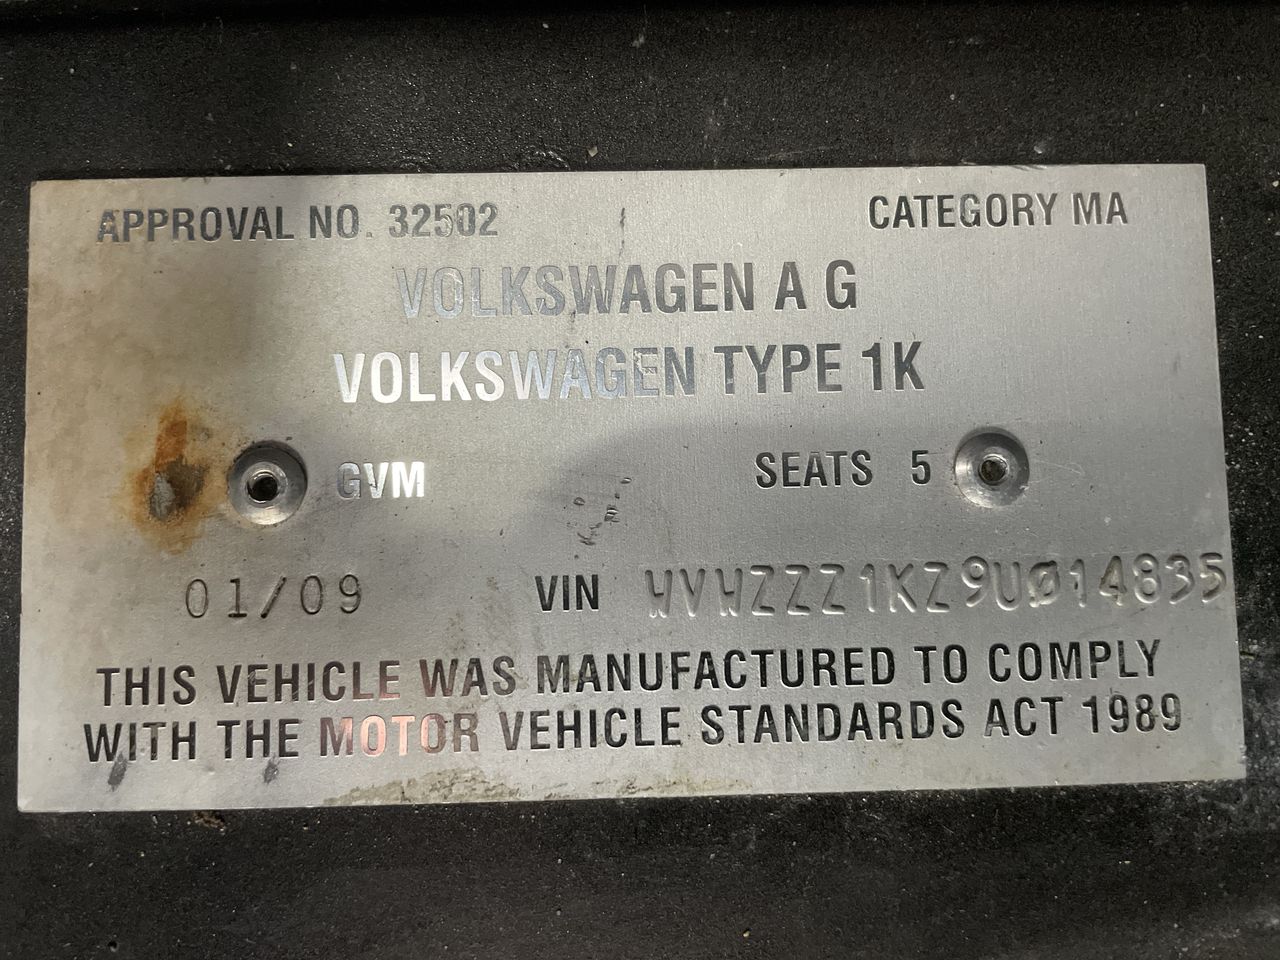 APPROVAL NO. 32502 CATEGORY MA
VOLKSWAGEN A G
VOLKSWAGEN TYPE 1K
GVM SEATS 5
01/09 VIN WVWZZZ1KZ9U014835
THIS VEHICLE WAS MANUFACTURED TO COMPLY
WITH THE MOTOR VEHICLE STANDARDS ACT 1989